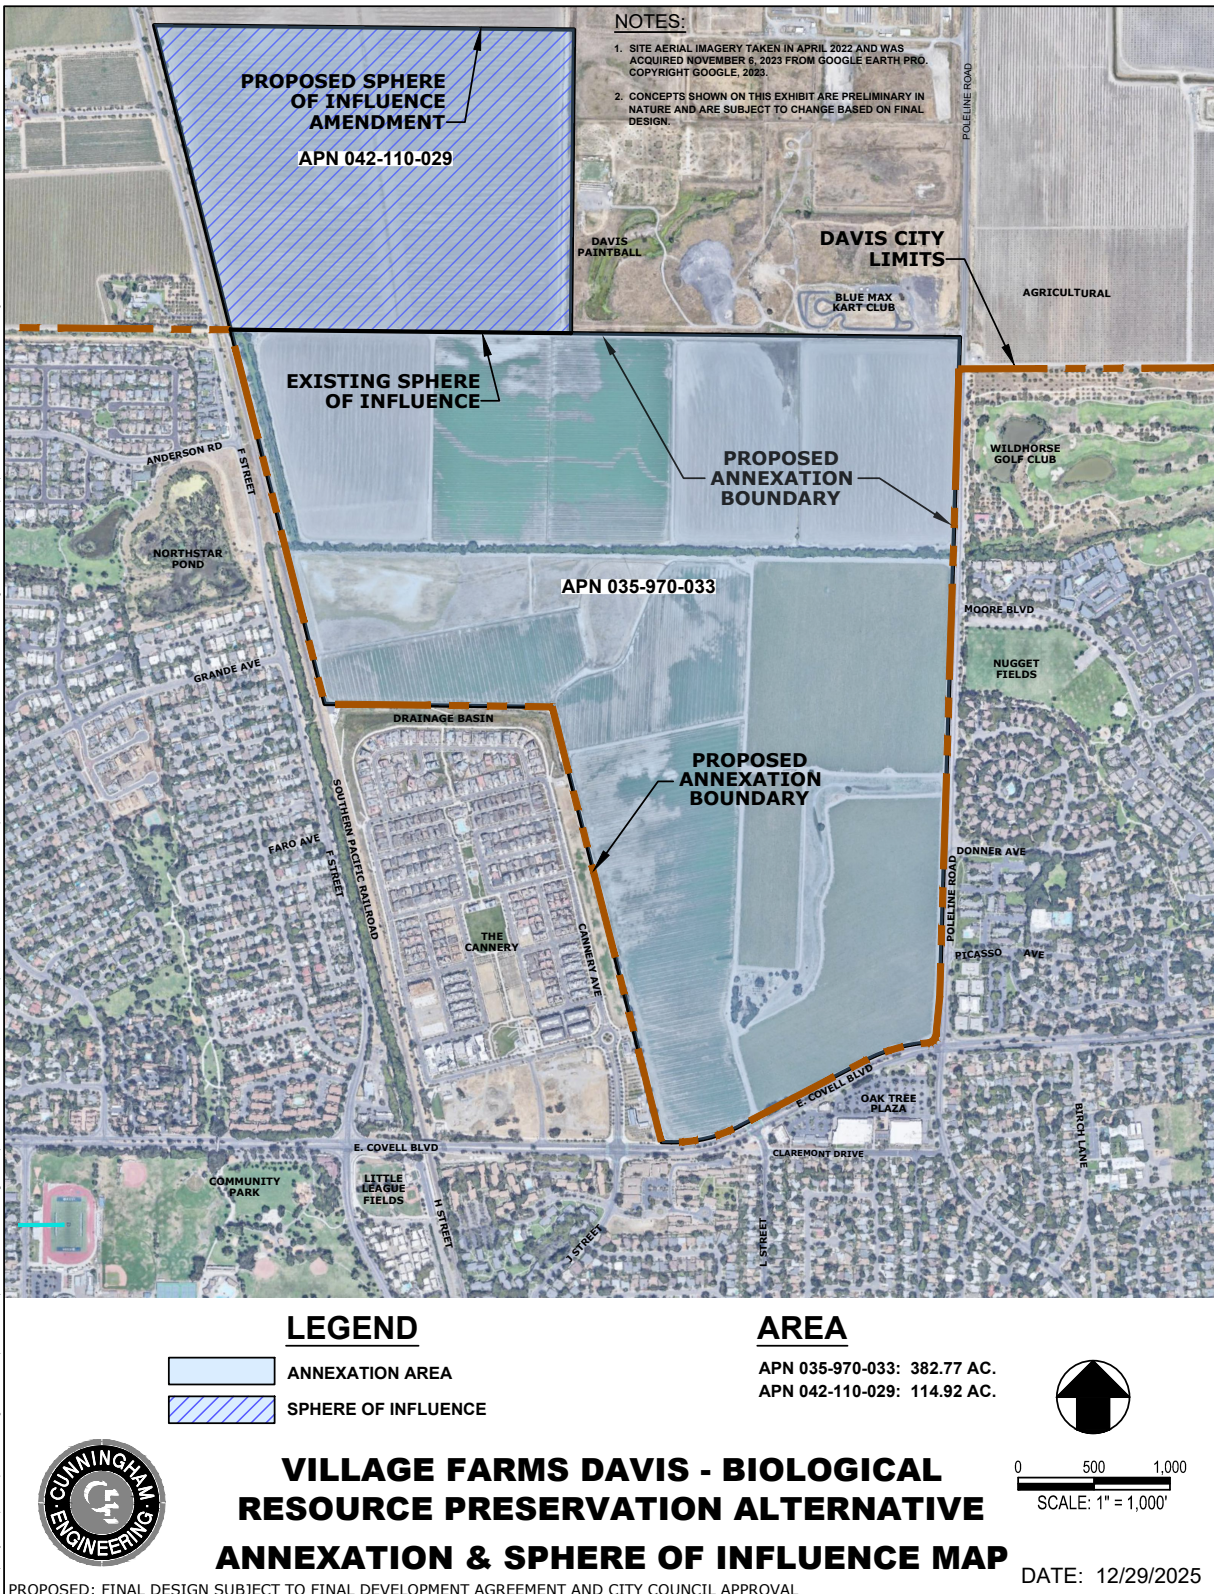 NOTES:
1. SITE AERIAL IMAGERY TAKEN IN APRIL 2022 AND WAS
ACQUIRED NOVEMBER 6, 2023 FROM GOOGLE EARTH PRO.
COPYRIGHT GOOGLE, 2023.
2. CONCEPTS SHOWN ON THIS EXHIBIT ARE PRELIMINARY IN
NATURE AND ARE SUBJECT TO CHANGE BASED ON FINAL
DESIGN.
PROPOSED SPHERE
OF INFLUENCE
AMENDMENT
APN 042-110-029
POLELINE ROAD
DAVIS
PAINTBALL
DAVIS CITY
LIMITS
AGRICULTURAL
BLUE MAX
KART CLUB
EXISTING SPHERE
OF INFLUENCE
ANDERSON RD
F STREET
PROPOSED
ANNEXATION
BOUNDARY
WILDHORSE
GOLF CLUB
NORTHSTAR
POND
APN 035-970-033
MOORE BLVD
NUGGET
FIELDS
GRANDE AVE
DRAINAGE BASIN
PROPOSED
ANNEXATION
BOUNDARY
SOUTHERN PACIFIC RAILROAD
FARO AVE
F STREET
DONNER AVE
POLELINE ROAD
PICASSO AVE
THE
CANNERY
CANNERY AVE
E. COVELL BLVD
OAK TREE
PLAZA
BIRCH LANE
E. COVELL BLVD
CLAREMONT DRIVE
COMMUNITY
PARK
LITTLE
LEAGUE
FIELDS
H STREET
J STREET
L STREET
LEGEND
ANNEXATION AREA
SPHERE OF INFLUENCE
AREA
APN 035-970-033: 382.77 AC.
APN 042-110-029: 114.92 AC.
CUNNINGHAM
ENGINEERING
VILLAGE FARMS DAVIS - BIOLOGICAL
RESOURCE PRESERVATION ALTERNATIVE
ANNEXATION & SPHERE OF INFLUENCE MAP
0 500 1,000
SCALE: 1" = 1,000'
DATE: 12/29/2025
PROPOSED: FINAL DESIGN SUBJECT TO FINAL DEVELOPMENT AGREEMENT AND CITY COUNCIL APPROVAL